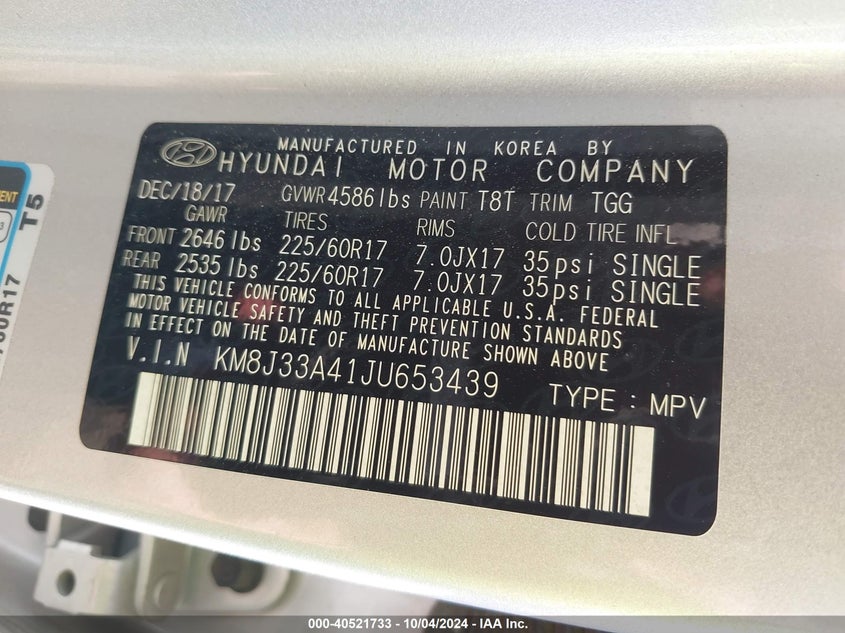 MANUFACTURED IN KOREA BY
HYUNDAI MOTOR COMPANY
DEC/18/17 GVWR 4586 lbs PAINT T8T TRIM TGG
GAWR TIRES RIMS COLD TIRE INFL
FRONT 2646 lbs 225/60R17 7.0JX17 35psi SINGLE
REAR 2535 lbs 225/60R17 7.0JX17 35psi SINGLE
THIS VEHICLE CONFORMS TO ALL APPLICABLE U.S.A. FEDERAL
MOTOR VEHICLE SAFETY AND THEFT PREVENTION STANDARDS
IN EFFECT ON THE DATE OF MANUFACTURE SHOWN ABOVE.
V.I.N KM8J33A41JU653439 TYPE : MPV
T5
000-40521733 - 10/04/2024 - IAA Inc.